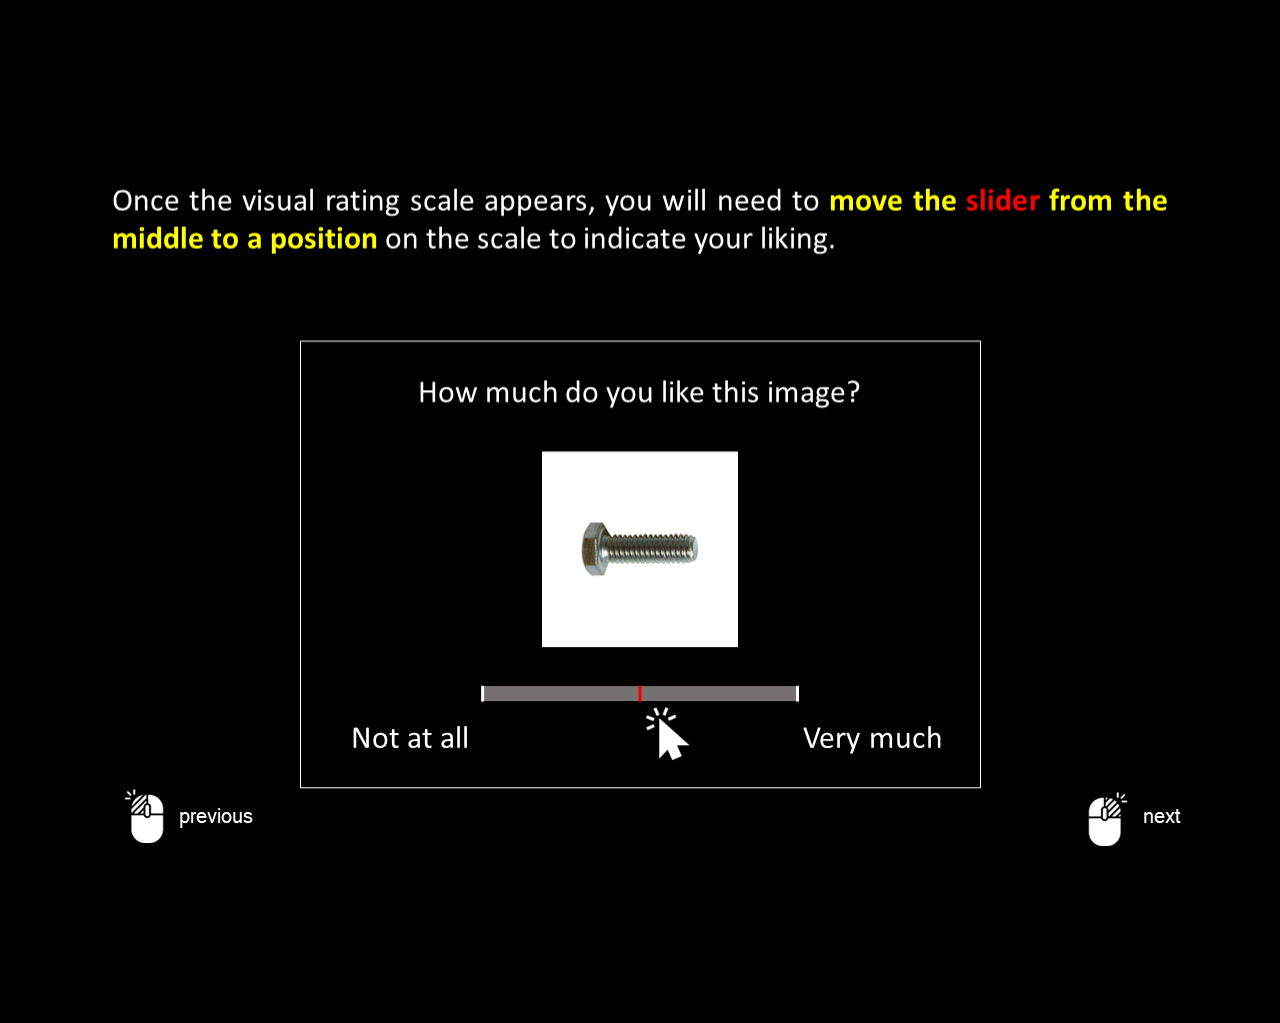 Once the visual rating scale appears, you will need to move the slider from the
middle to a position on the scale to indicate your liking.
How much do you like this image?
Not at all
Very much
previous
next